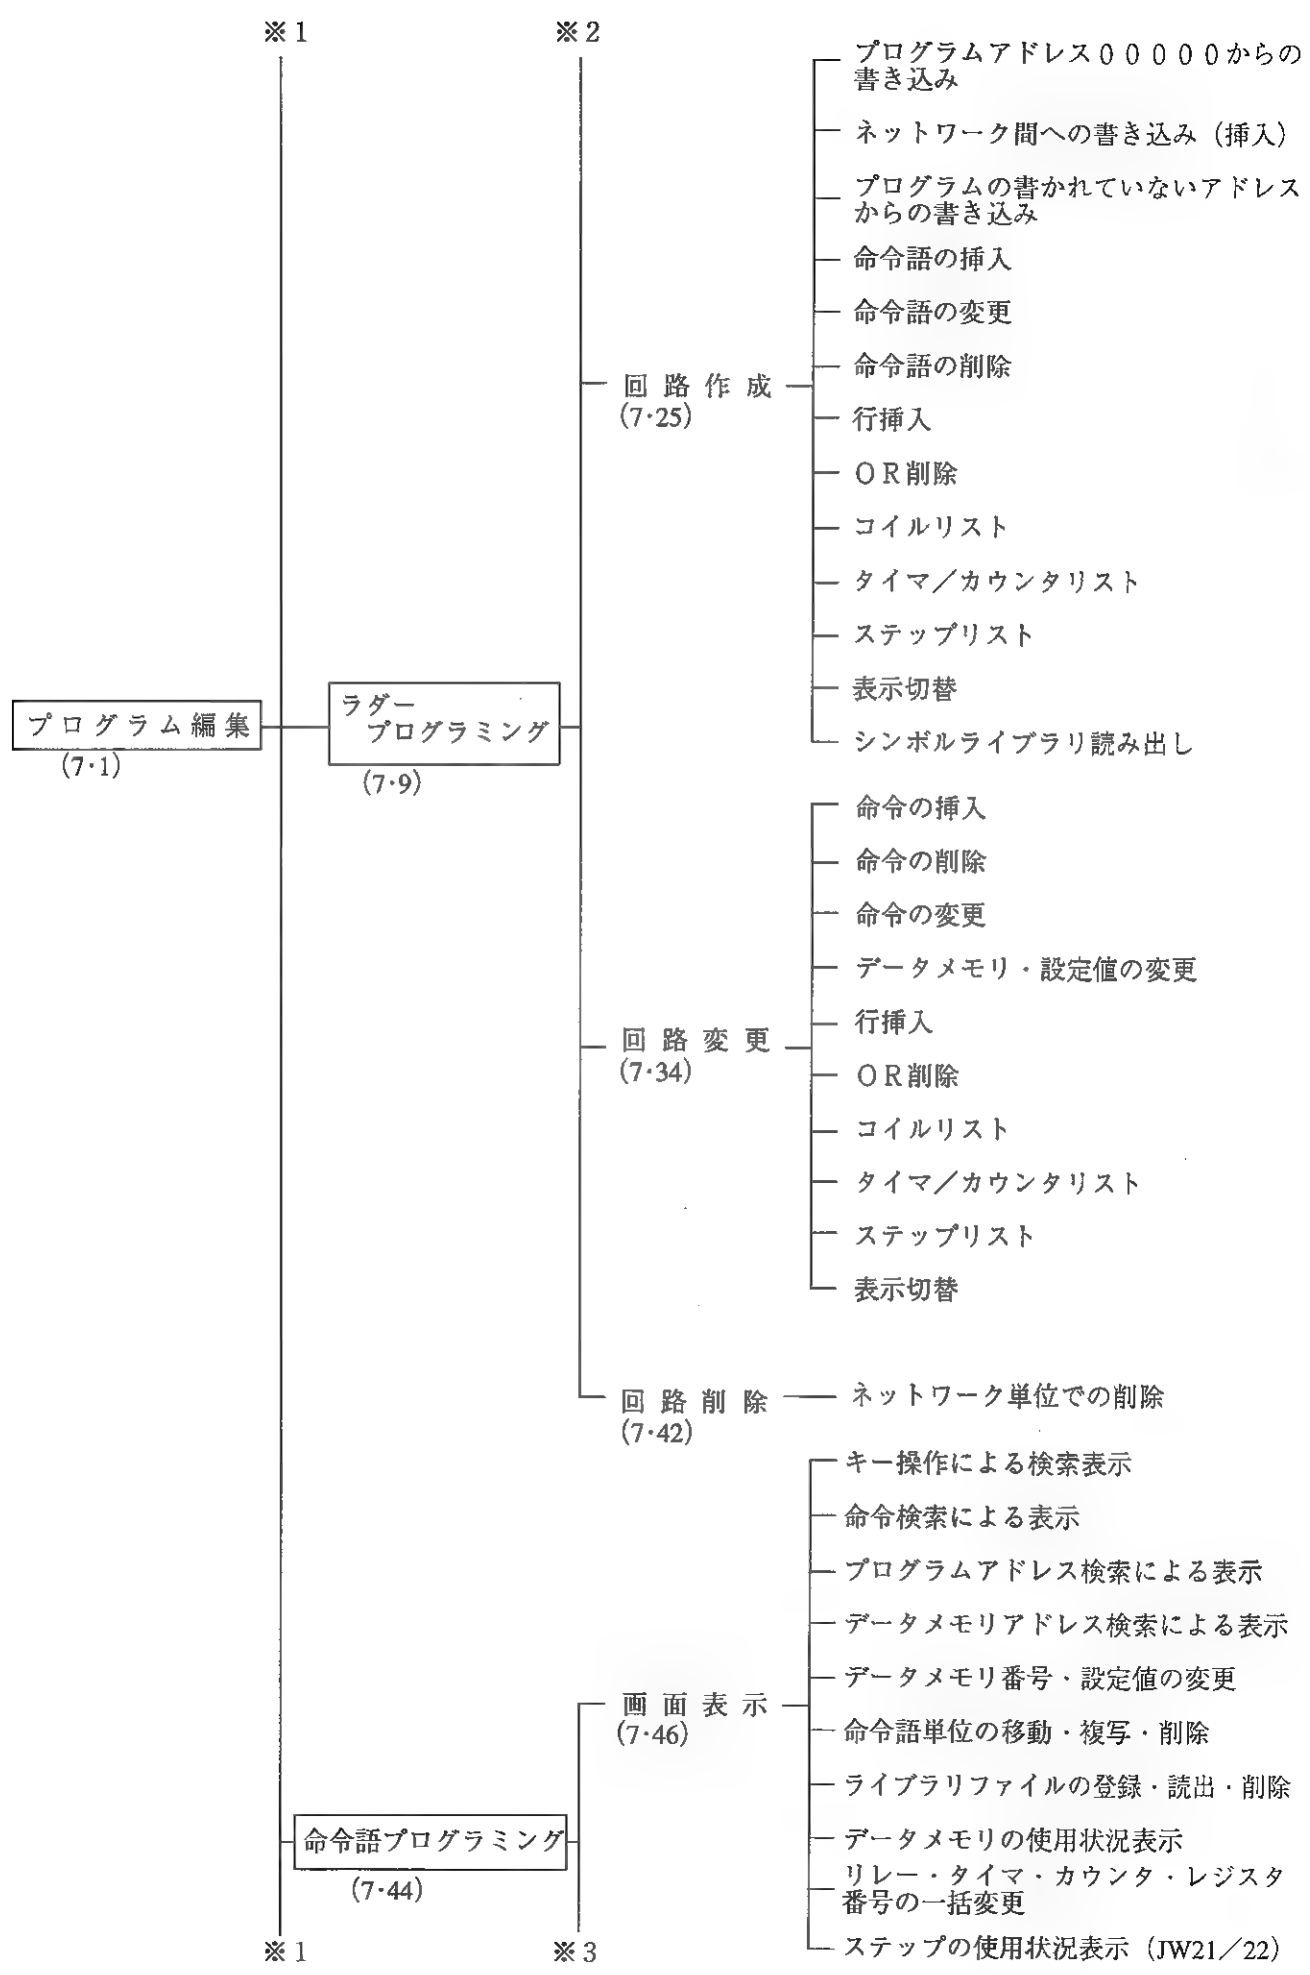 ※1
※2
プログラムアドレス00000からの
書き込み
ネットワーク間への書き込み（挿入）
プログラムの書かれていないアドレス
からの書き込み
命令語の挿入
命令語の変更
命令語の削除
回路作成
(7・25)
行挿入
OR削除
コイルリスト
タイマ／カウンタリスト
ステップリスト
表示切替
シンボルライブラリ読み出し
プログラム編集
(7・1)
ラダー
プログラミング
(7・9)
命令の挿入
命令の削除
命令の変更
データメモリ・設定値の変更
行挿入
回路変更
(7・34)
OR削除
コイルリスト
タイマ／カウンタリスト
ステップリスト
表示切替
回路削除
(7・42)
ネットワーク単位での削除
キー操作による検索表示
命令検索による表示
プログラムアドレス検索による表示
データメモリアドレス検索による表示
データメモリ番号・設定値の変更
画面表示
(7・46)
命令語単位の移動・複写・削除
ライブラリファイルの登録・読出・削除
命令語プログラミング
(7・44)
データメモリの使用状況表示
リレー・タイマ・カウンタ・レジスタ
番号の一括変更
ステップの使用状況表示（JW21／22）
※1
※3